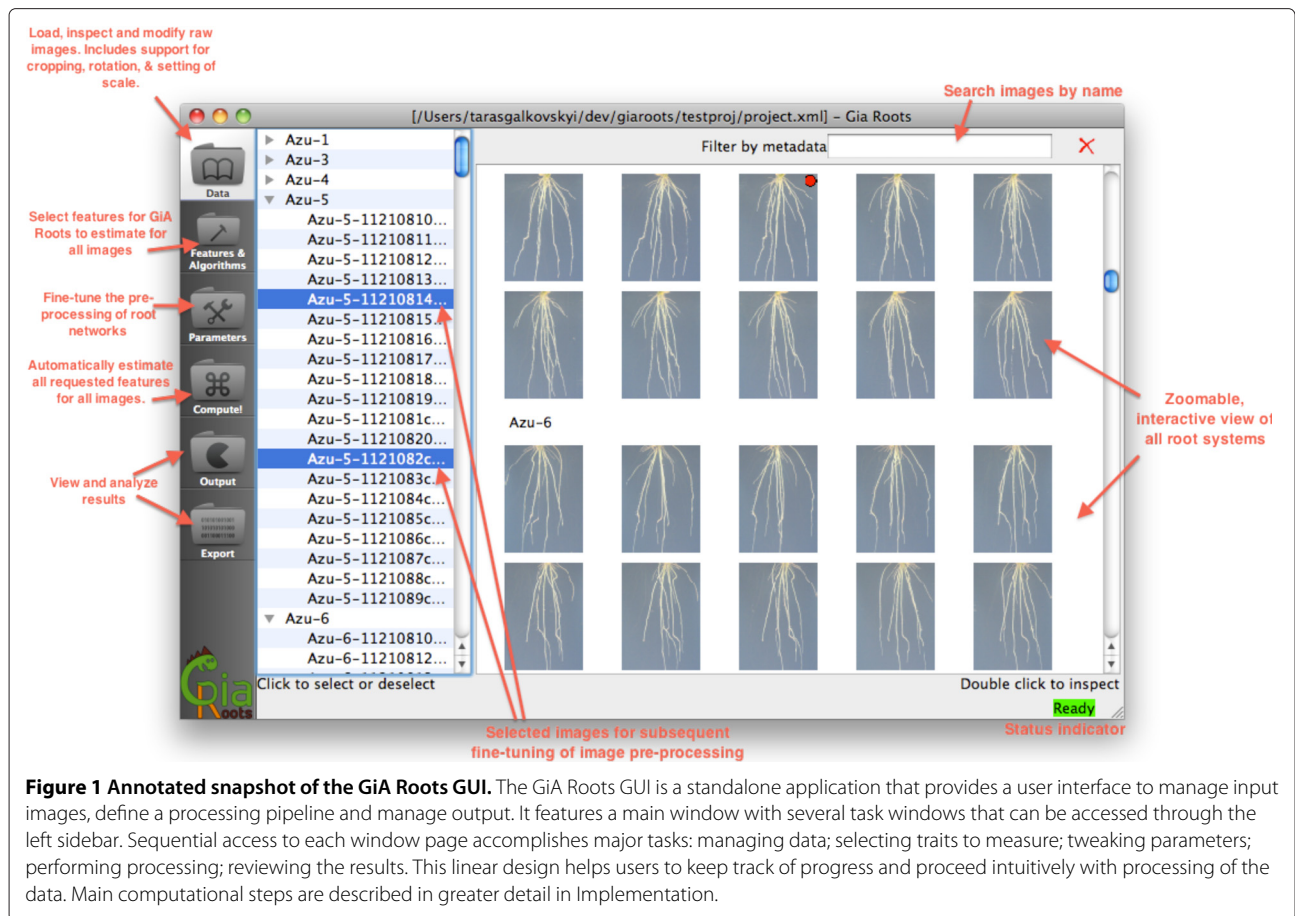 Load, inspect and modify raw
images. Includes support for
cropping, rotation, & setting of
scale.
Search images by name
[/Users/tarasgalkovskyi/dev/giaroots/testproj/project.xml] – Gia Roots
Filter by metadata
Data
Select features for GiA
Roots to estimate for
all images
Features &
Algorithms
Fine-tune the pre-
processing of root
networks
Parameters
Automatically estimate
all requested features
for all images.
Compute!
Output
View and analyze
results
Export
Gia
Roots
Azu-1
Azu-3
Azu-4
Azu-5
Azu-5-11210810...
Azu-5-11210811...
Azu-5-11210812...
Azu-5-11210813...
Azu-5-11210814...
Azu-5-11210815...
Azu-5-11210816...
Azu-5-11210817...
Azu-5-11210818...
Azu-5-11210819...
Azu-5-1121081c...
Azu-5-11210820...
Azu-5-1121082c...
Azu-5-1121083c...
Azu-5-1121084c...
Azu-5-1121085c...
Azu-5-1121086c...
Azu-5-1121087c...
Azu-5-1121088c...
Azu-5-1121089c...
Azu-6
Azu-6-11210810...
Azu-6-11210812...
Azu-6
Zoomable,
interactive view of
all root systems
Click to select or deselect
Double click to inspect
Ready
Status indicator
Selected images for subsequent
fine-tuning of image pre-processing
Figure 1 Annotated snapshot of the GiA Roots GUI. The GiA Roots GUI is a standalone application that provides a user interface to manage input
images, define a processing pipeline and manage output. It features a main window with several task windows that can be accessed through the
left sidebar. Sequential access to each window page accomplishes major tasks: managing data; selecting traits to measure; tweaking parameters;
performing processing; reviewing the results. This linear design helps users to keep track of progress and proceed intuitively with processing of the
data. Main computational steps are described in greater detail in Implementation.